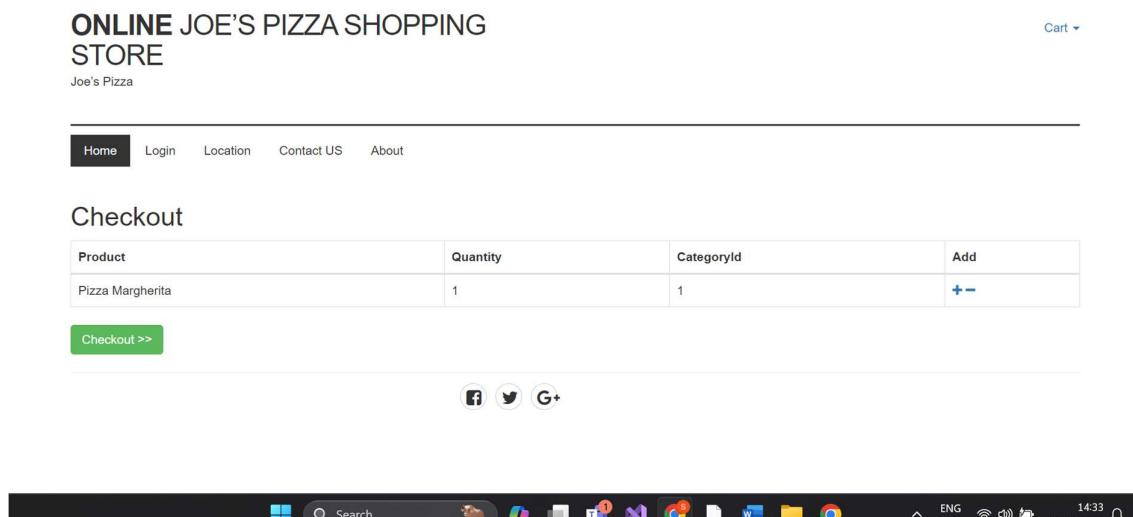 ONLINE JOE'S PIZZA SHOPPING
STORE
Joe's Pizza
Cart
Home Login Location Contact US About
Checkout
Product Quantity CategoryId Add
Pizza Margherita 1 1
Checkout >>
G+
Search
1
ENG
14:33